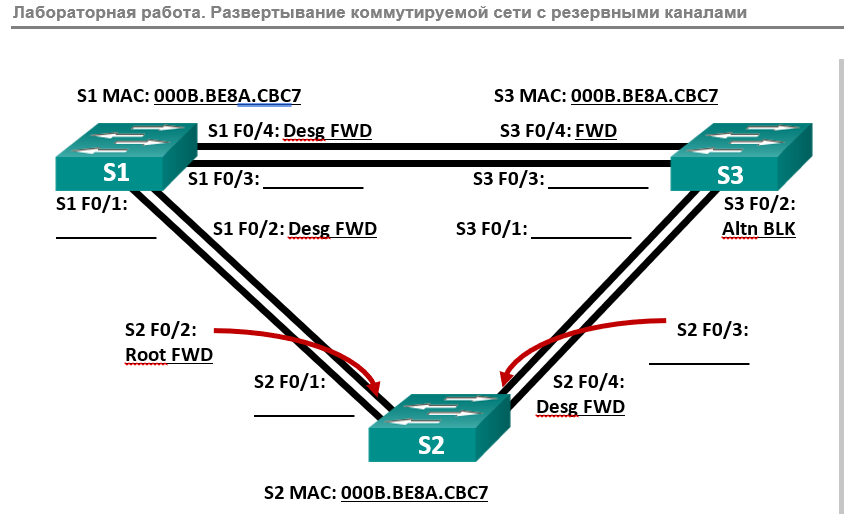 Лабораторная работа. Развертывание коммутируемой сети с резервными каналами
S1 MAC: 000B.BE8A.CBC7
S3 MAC: 000B.BE8A.CBC7
S1 F0/4: Desg FWD
S3 F0/4: FWD
S1
S3
S1 F0/3: __________
S3 F0/3: __________
S1 F0/1:
__________
S3 F0/2:
Altn BLK
S1 F0/2: Desg FWD
S3 F0/1: __________
S2 F0/2:
Root FWD
S2 F0/3:
__________
S2 F0/1:
__________
S2 F0/4:
Desg FWD
S2
S2 MAC: 000B.BE8A.CBC7